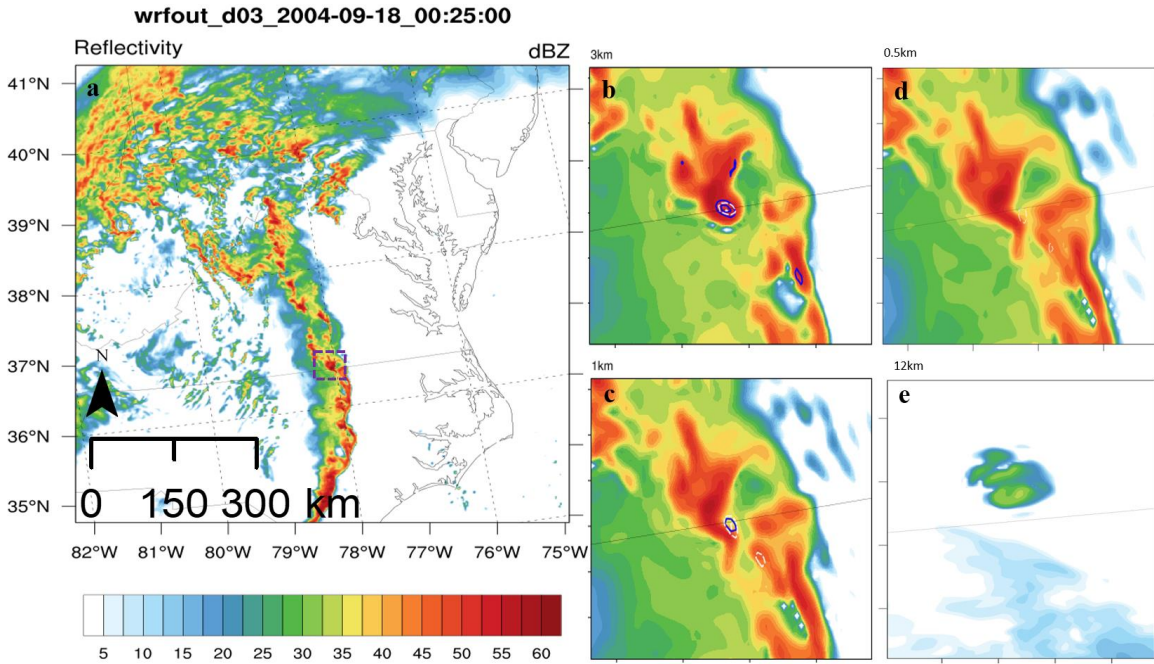 wrfout_d03_2004-09-18_00:25:00
Reflectivity dBZ
a
41°N
40°N
39°N
38°N
37°N
36°N
35°N
N
0 150 300 km
82°W 81°W 80°W 79°W 78°W 77°W 76°W 75°W
5 10 15 20 25 30 35 40 45 50 55 60
3km
b
0.5km
d
1km
c
12km
e